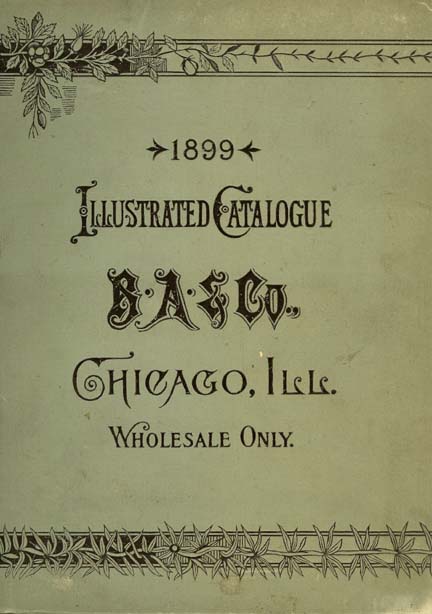 1899
ILLUSTRATED CATALOGUE
B. A. & Co.,
CHICAGO, ILL.
WHOLESALE ONLY.